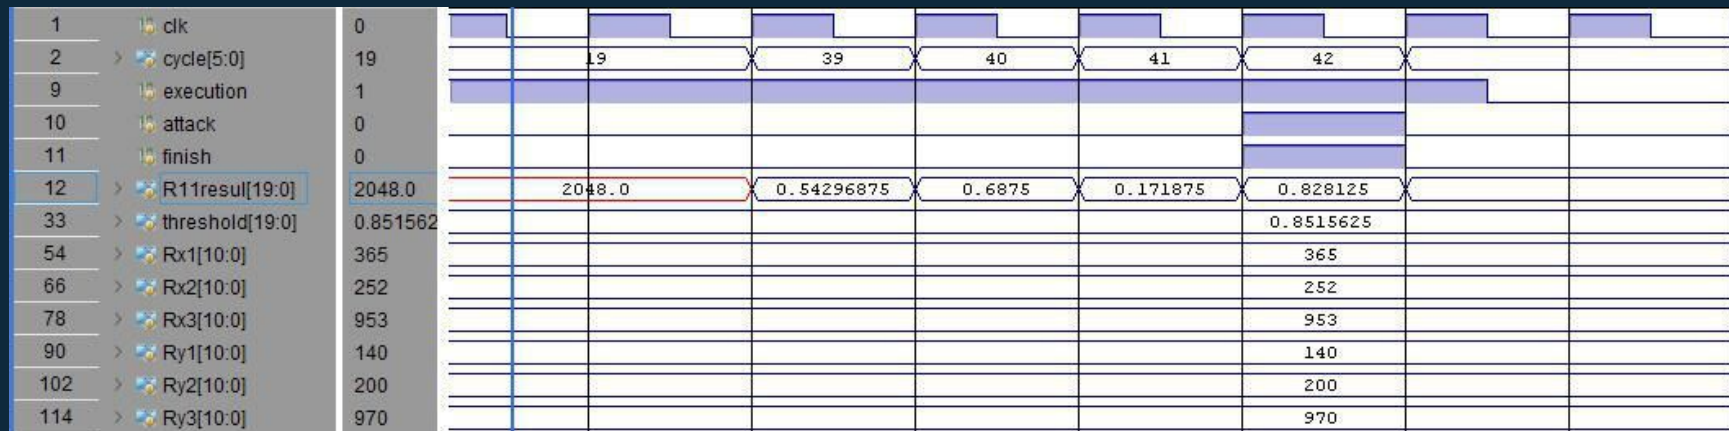 1 clk 0
2 > cycle[5:0] 19 19 39 40 41 42
9 execution 1
10 attack 0
11 finish 0
12 > R11resul[19:0] 2048.0 2048.0 0.54296875 0.6875 0.171875 0.828125
33 > threshold[19:0] 0.851562 0.8515625
54 > Rx1[10:0] 365 365
66 > Rx2[10:0] 252 252
78 > Rx3[10:0] 953 953
90 > Ry1[10:0] 140 140
102 > Ry2[10:0] 200 200
114 > Ry3[10:0] 970 970